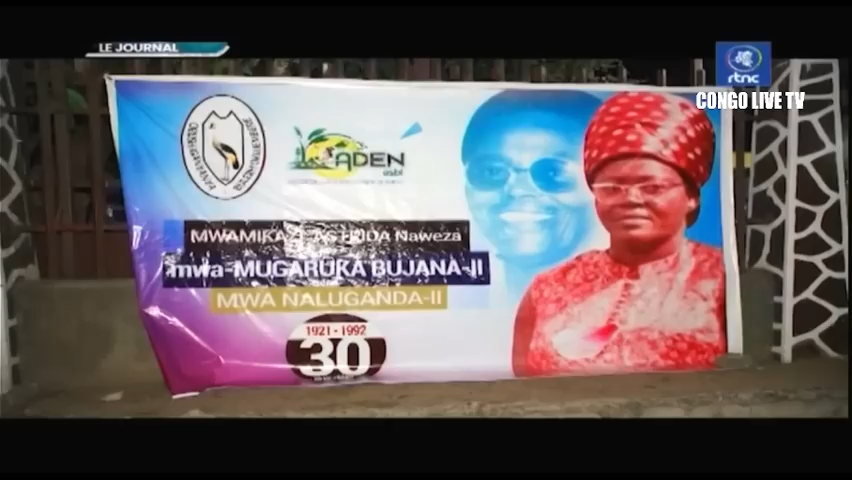 LE JOURNAL
rtnc
CONGO LIVE TV
ADEN
asbl
MWAMIKAZI ASTRIDA Naweza
mwa-MUGARUKA BUJANA-II
MWA NALUGANDA-II
1921 - 1992
30